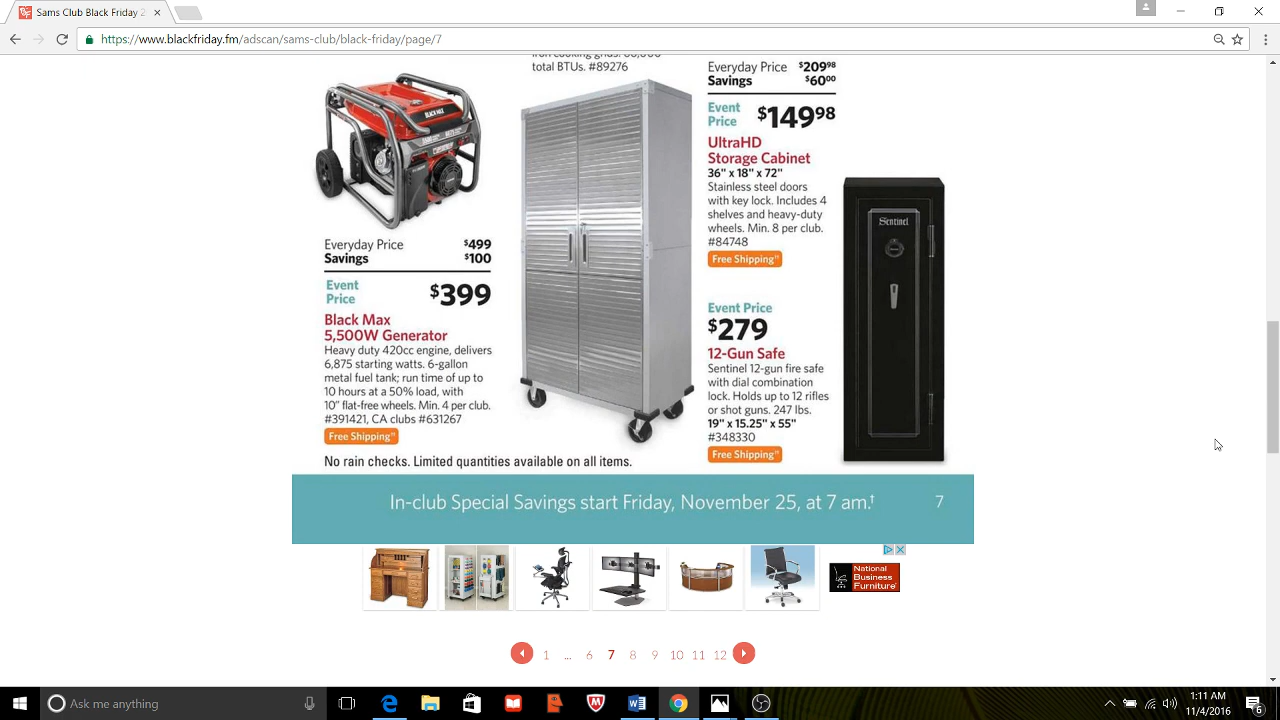 Sams Club Black Friday 2
https://www.blackfriday.fm/adscan/sams-club/black-friday/page/7
total BTUs. #89276
BLACK MAX
Everyday Price $499
Savings $100
Event Price $399
Black Max
5,500W Generator
Heavy duty 420cc engine, delivers
6,875 starting watts. 6-gallon
metal fuel tank; run time of up to
10 hours at a 50% load, with
10" flat-free wheels. Min. 4 per club.
#391421, CA clubs #631267
Free Shipping††
Everyday Price $209 98
Savings $60 00
Event Price $149 98
UltraHD
Storage Cabinet
36" x 18" x 72"
Stainless steel doors
with key lock. Includes 4
shelves and heavy-duty
wheels. Min. 8 per club.
#84748
Free Shipping††
Event Price
$279
12-Gun Safe
Sentinel 12-gun fire safe
with dial combination
lock. Holds up to 12 rifles
or shot guns. 247 lbs.
19" x 15.25" x 55"
#348330
Free Shipping††
Sentinel
No rain checks. Limited quantities available on all items.
In-club Special Savings start Friday, November 25, at 7 am.† 7
National
Business
Furniture
1 ... 6 7 8 9 10 11 12
Ask me anything
1:11 AM
11/4/2016
6